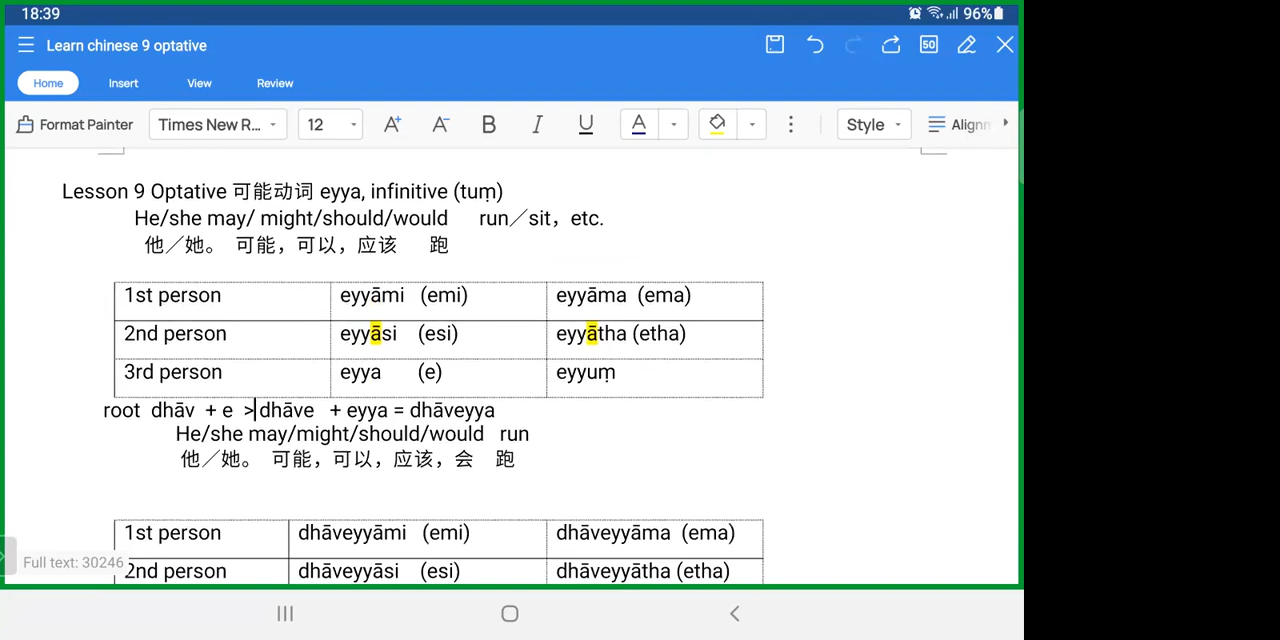 18:39
96%
Learn chinese 9 optative
50
Home Insert View Review
Format Painter Times New R... 12 A+ A- B I U A Style Alignm
Lesson 9 Optative 可能动词 eyya, infinitive (tuṃ)
He/she may/ might/should/would run／sit，etc.
他／她。 可能，可以，应该 跑
1st person eyyāmi (emi) eyyāma (ema)
2nd person eyyāsi (esi) eyyātha (etha)
3rd person eyya (e) eyyuṃ
root dhāv + e >dhāve + eyya = dhāveyya
He/she may/might/should/would run
他／她。 可能，可以，应该，会 跑
1st person dhāveyyāmi (emi) dhāveyyāma (ema)
2nd person dhāveyyāsi (esi) dhāveyyātha (etha)
Full text: 30246